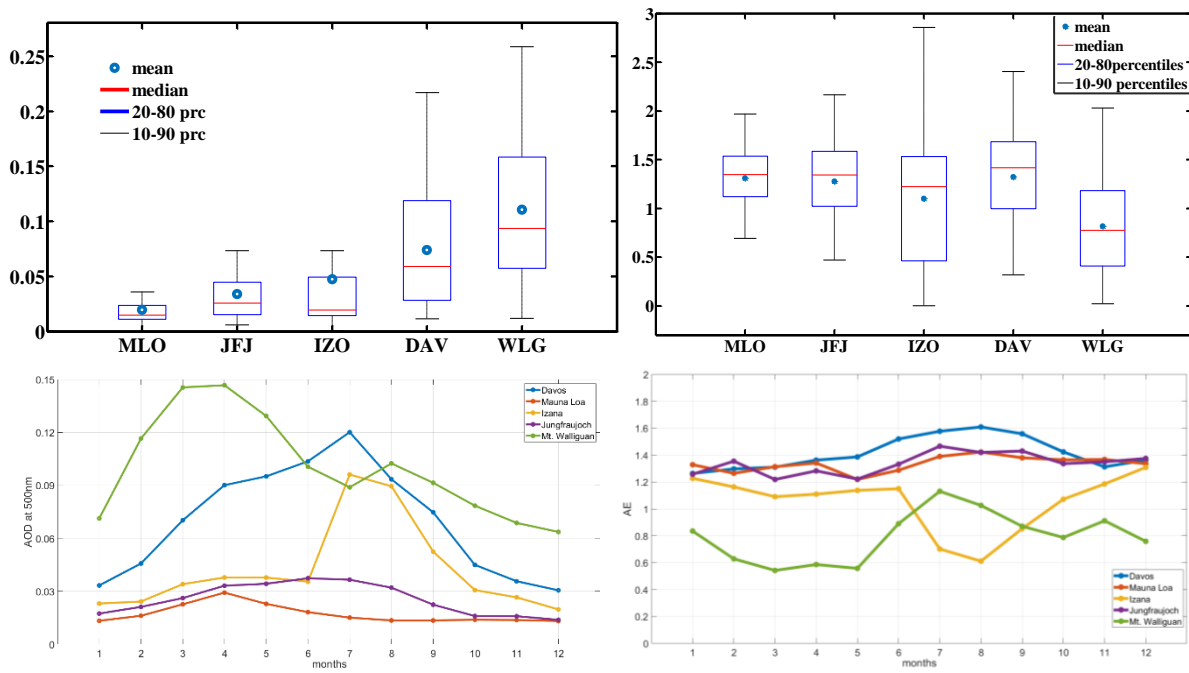 0.25
0.2
0.15
0.1
0.05
0
mean
median
20-80 prc
10-90 prc
MLO JFJ IZO DAV WLG
3
2.5
2
1.5
1
0.5
0
mean
median
20-80percentiles
10-90 percentiles
MLO JFJ IZO DAV WLG
0.15
0.12
0.09
0.06
0.03
0
AOD at 500nm
Davos
Mauna Loa
Izana
Jungfraujoch
Mt. Walliguan
1 2 3 4 5 6 7 8 9 10 11 12
months
2
1.8
1.6
1.4
1.2
1
0.8
0.6
0.4
0.2
0
AE
Davos
Mauna Loa
Izana
Jungfraujoch
Mt. Walliguan
1 2 3 4 5 6 7 8 9 10 11 12
months